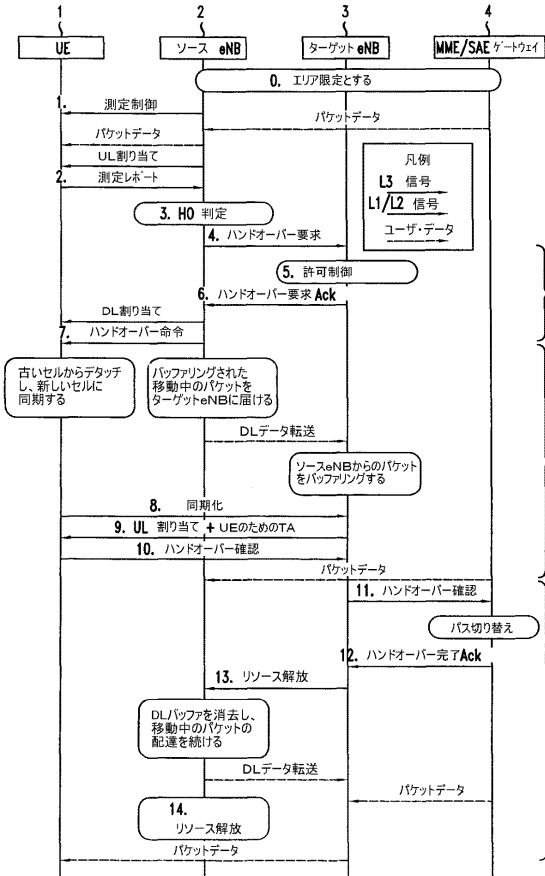 1 2 3 4
UE ソース eNB ターゲット eNB MME/SAE ゲートウェイ
0. エリア限定とする
1. 測定制御
パケットデータ
パケットデータ
UL割り当て
2. 測定レポート
凡例
L3 信号
L1/L2 信号
ユーザ・データ
3. HO 判定
4. ハンドオーバー要求
5. 許可制御
6. ハンドオーバー要求 Ack
DL割り当て
7. ハンドオーバー命令
古いセルからデタッチ
し、新しいセルに
同期する
バッファリングされた
移動中のパケットを
ターゲットeNBに届ける
DLデータ転送
ソースeNBからのパケット
をバッファリングする
8. 同期化
9. UL 割り当て + UEのためのTA
10. ハンドオーバー確認
パケットデータ
11. ハンドオーバー確認
パス切り替え
12. ハンドオーバー完了Ack
13. リソース解放
DLバッファを消去し、
移動中のパケットの
配達を続ける
DLデータ転送
パケットデータ
14.
リソース解放
パケットデータ